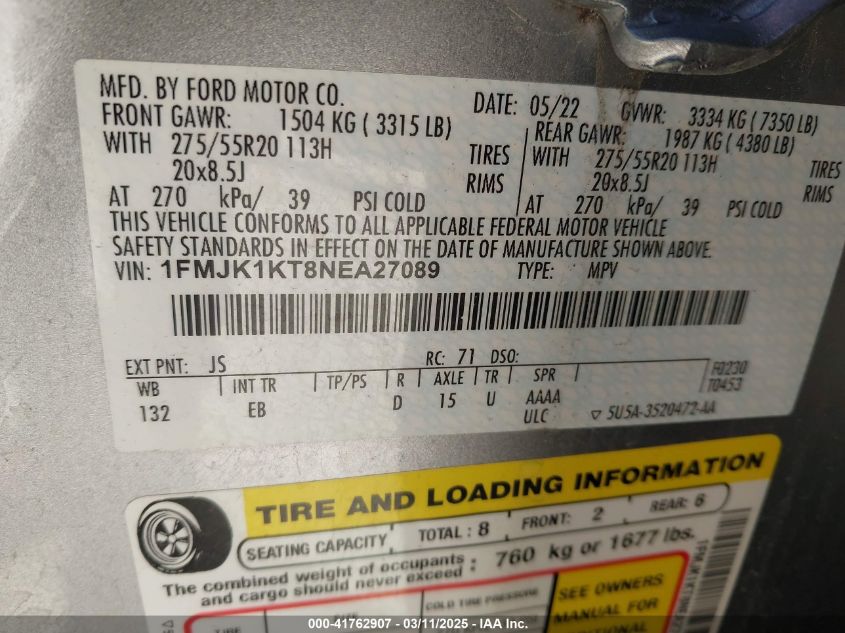 MFD. BY FORD MOTOR CO.
DATE: 05/22 GVWR: 3334 KG ( 7350 LB)
FRONT GAWR: 1504 KG ( 3315 LB)
REAR GAWR: 1987 KG ( 4380 LB)
WITH 275/55R20 113H TIRES
WITH 275/55R20 113H TIRES
20x8.5J RIMS
20x8.5J RIMS
AT 270 kPa/ 39 PSI COLD
AT 270 kPa/ 39 PSI COLD
THIS VEHICLE CONFORMS TO ALL APPLICABLE FEDERAL MOTOR VEHICLE
SAFETY STANDARDS IN EFFECT ON THE DATE OF MANUFACTURE SHOWN ABOVE.
VIN: 1FMJK1KT8NEA27089 TYPE: MPV
EXT PNT: JS RC: 71 DSO:
WB INT TR TP/PS R AXLE TR SPR
F0230
T0453
132 EB D 15 U AAAA
ULC
5U5A-3520472-AA
TIRE AND LOADING INFORMATION
SEATING CAPACITY TOTAL : 8 FRONT: 2 REAR: 6
The combined weight of occupants
and cargo should never exceed : 760 kg or 1677 lbs.
COLD TIRE PRESSURE
SEE OWNERS
MANUAL FOR
000-41762907 - 03/11/2025 - IAA Inc.